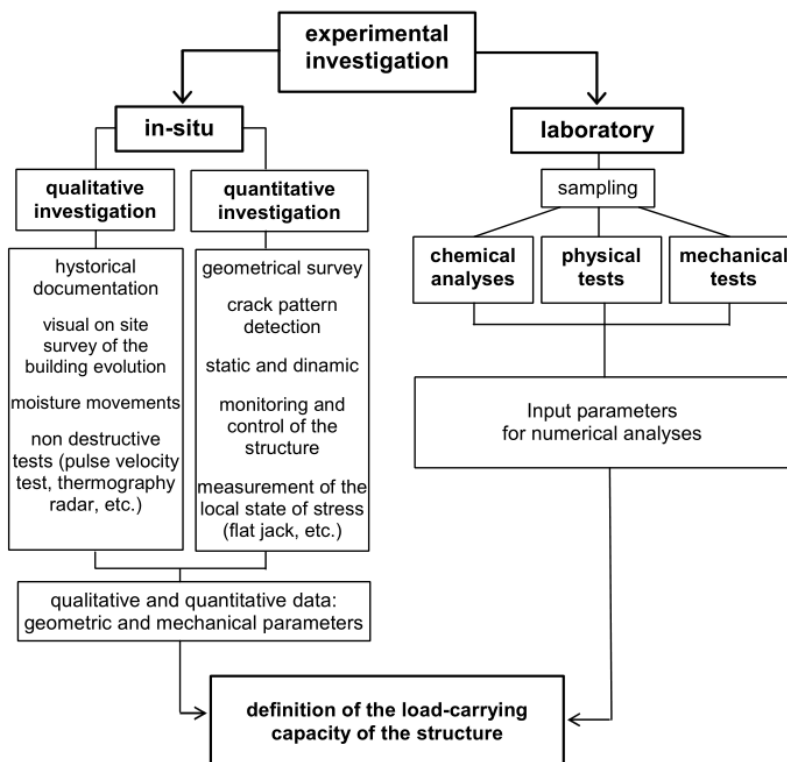 experimental
investigation
in-situ
laboratory
qualitative
investigation
quantitative
investigation
sampling
chemical
analyses
physical
tests
mechanical
tests
hystorical
documentation
visual on site
survey of the
building evolution
moisture movements
non destructive
tests (pulse velocity
test, thermography
radar, etc.)
geometrical survey
crack pattern
detection
static and dinamic
monitoring and
control of the
structure
measurement of the
local state of stress
(flat jack, etc.)
Input parameters
for numerical analyses
qualitative and quantitative data:
geometric and mechanical parameters
definition of the load-carrying
capacity of the structure